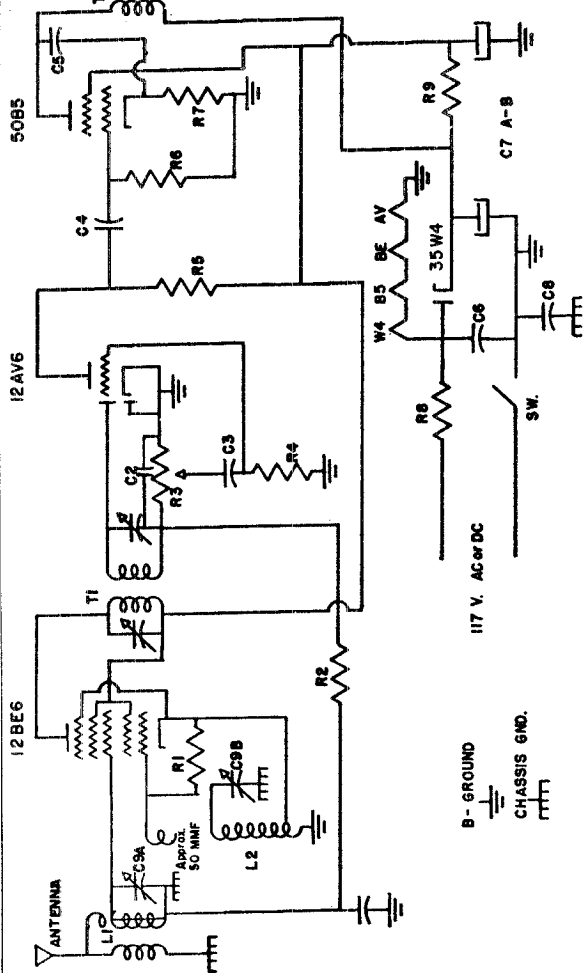 50B5
C5
R7
R6
C4
R5
12AV6
C2
R3
C3
R4
T1
12BE6
R2
R1
C9B
L2
C9A
Approx.
50 MMF
ANTENNA
L1
R9
C7 A-B
AV
BE
B5
W4
35W4
C6
C8
R8
SW.
117 V. AC or DC
B- GROUND
CHASSIS GND.